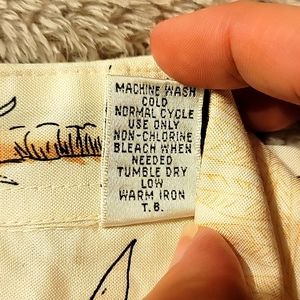 MACHINE WASH
COLD
NORMAL CYCLE
USE ONLY
NON-CHLORINE
BLEACH WHEN
NEEDED
TUMBLE DRY
LOW
WARM IRON
T.B.